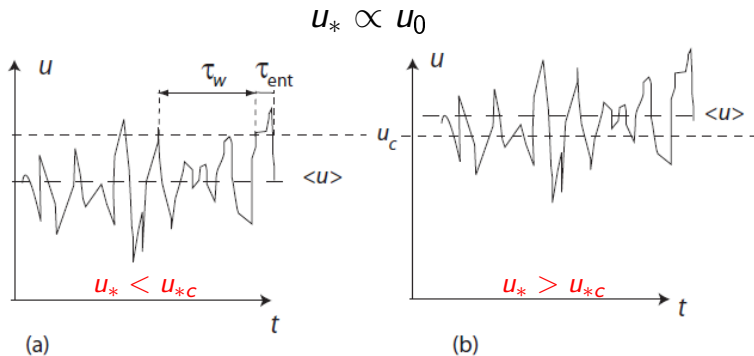 u* ∝ u0
u
τw
τent
<u>
u* < u*c
t
(a)
u
<u>
uc
u* > u*c
t
(b)